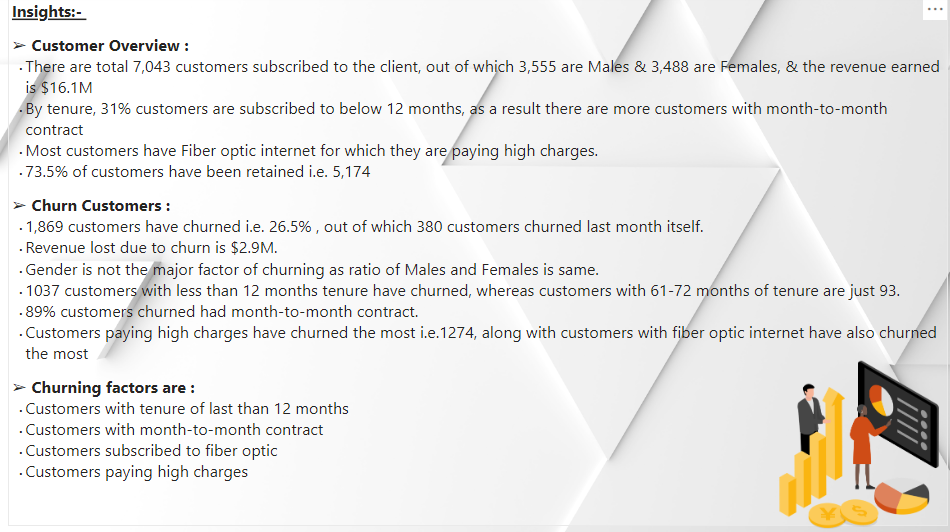 Insights:-
➢ Customer Overview :
• There are total 7,043 customers subscribed to the client, out of which 3,555 are Males & 3,488 are Females, & the revenue earned
is $16.1M
• By tenure, 31% customers are subscribed to below 12 months, as a result there are more customers with month-to-month
contract
• Most customers have Fiber optic internet for which they are paying high charges.
• 73.5% of customers have been retained i.e. 5,174
➢ Churn Customers :
• 1,869 customers have churned i.e. 26.5% , out of which 380 customers churned last month itself.
• Revenue lost due to churn is $2.9M.
• Gender is not the major factor of churning as ratio of Males and Females is same.
• 1037 customers with less than 12 months tenure have churned, whereas customers with 61-72 months of tenure are just 93.
• 89% customers churned had month-to-month contract.
• Customers paying high charges have churned the most i.e.1274, along with customers with fiber optic internet have also churned
the most
➢ Churning factors are :
• Customers with tenure of last than 12 months
• Customers with month-to-month contract
• Customers subscribed to fiber optic
• Customers paying high charges
¥ $